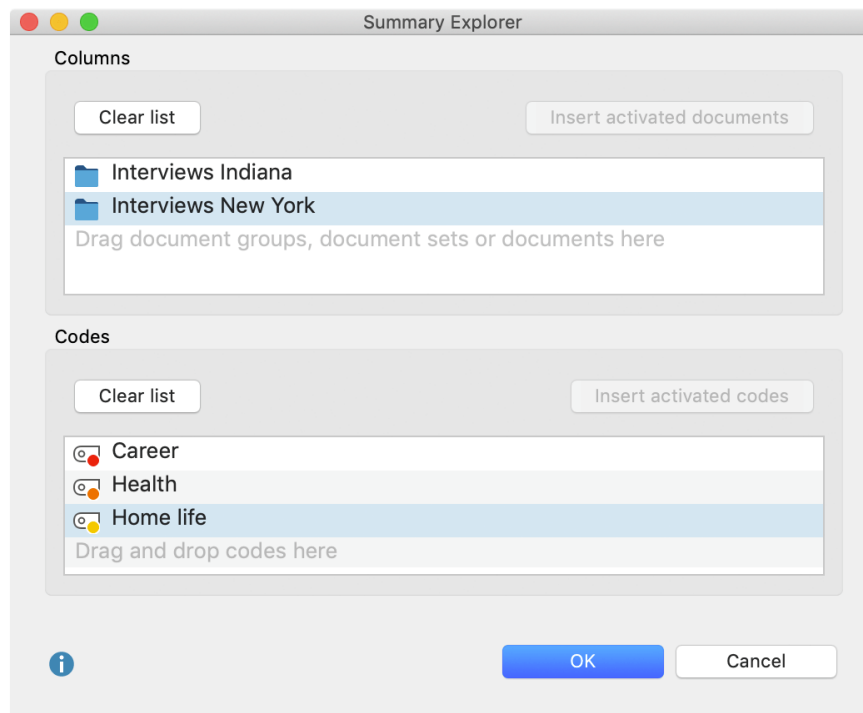 Summary Explorer
Columns
Clear list
Insert activated documents
Interviews Indiana
Interviews New York
Drag document groups, document sets or documents here
Codes
Clear list
Insert activated codes
Career
Health
Home life
Drag and drop codes here
OK
Cancel